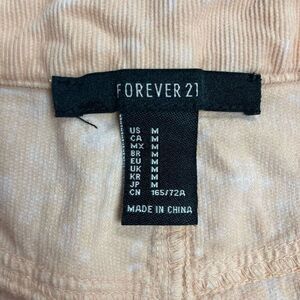 FOREVER 21
US M
CA M
MX M
BR M
EU M
UK M
KR M
JP M
CN 165/72A
MADE IN CHINA